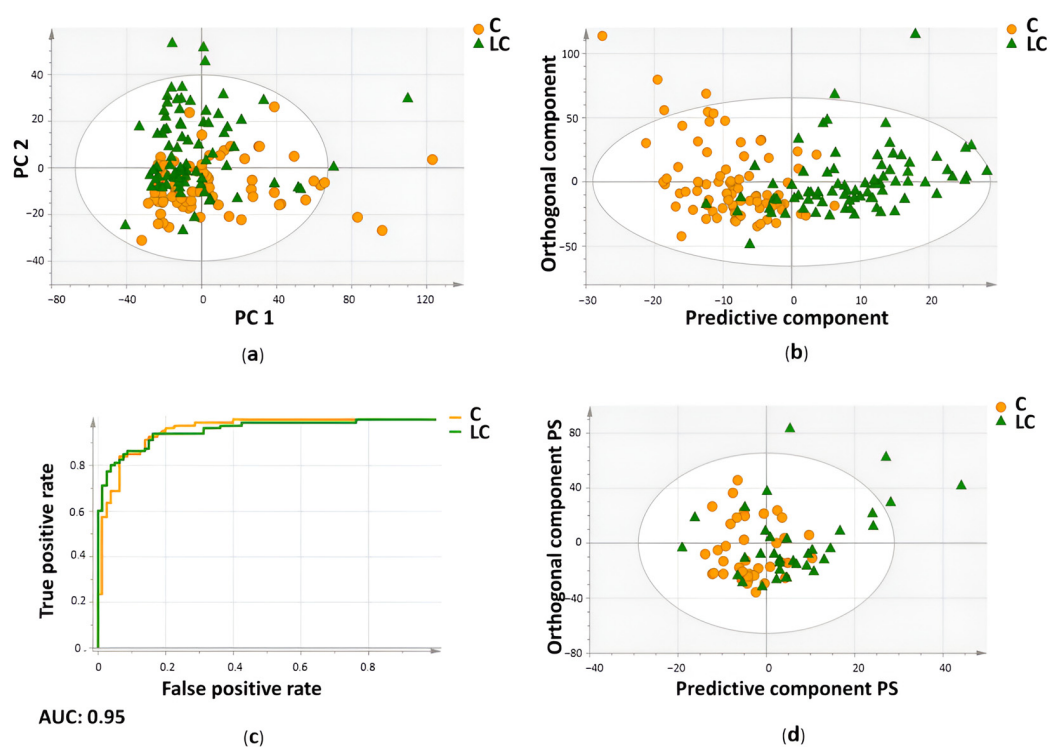 C
LC
40
20
0
−20
−40
PC 2
−80
−40
0
40
80
120
PC 1
(a)
C
LC
100
50
0
−50
Orthogonal component
−30
−20
−10
0
10
20
Predictive component
(b)
C
LC
0.8
0.6
0.4
0.2
0
True positive rate
0
0.2
0.4
0.6
0.8
False positive rate
AUC: 0.95
(c)
C
LC
80
40
0
−40
−80
Orthogonal component PS
−40
−20
0
20
40
Predictive component PS
(d)